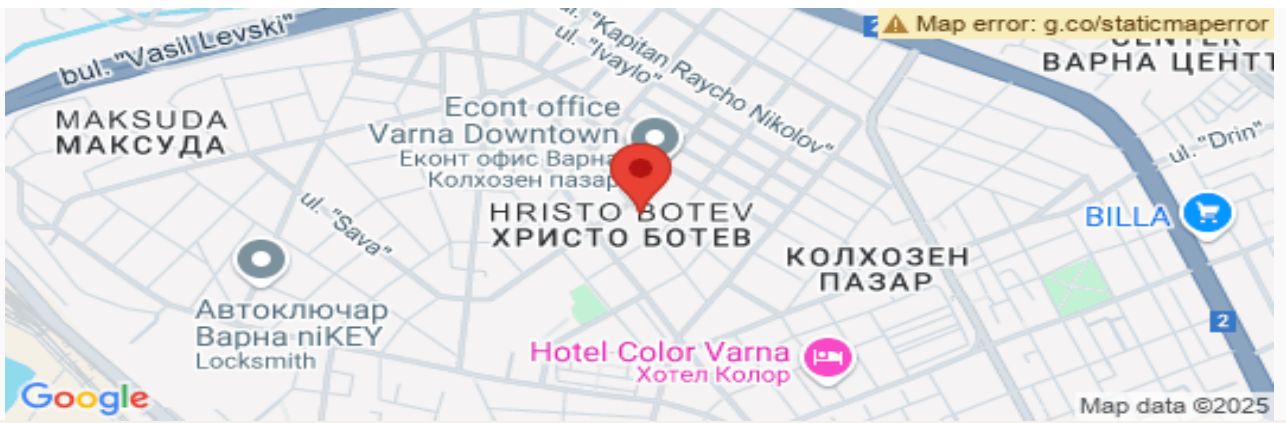 Map error: g.co/staticmaperror
2
ВАРНА ЦЕНТ
bul. "Vasil Levski"
ul. "Kapitan Raycho Nikolov"
ul. "Ivaylo"
MAKSUDA
МАКСУДА
Econt office
Varna Downtown
Еконт офис Варна
Колхозен пазар
ul. "Drin"
ul. "Sava"
HRISTO BOTEV
ХРИСТО БОТЕВ
BILLA
КОЛХОЗЕН
ПАЗАР
Автоключар
Варна niKEY
Locksmith
2
Hotel Color Varna
Хотел Колор
Google
Map data ©2025